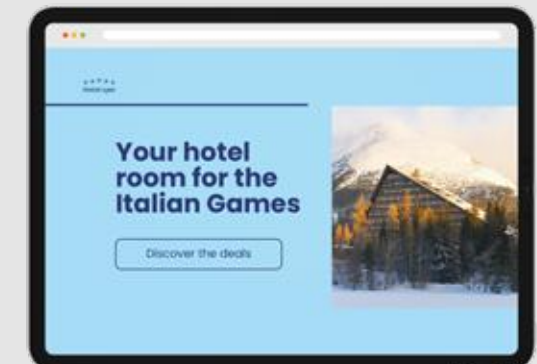 Your hotel
room for the
Italian Games
Discover the deals